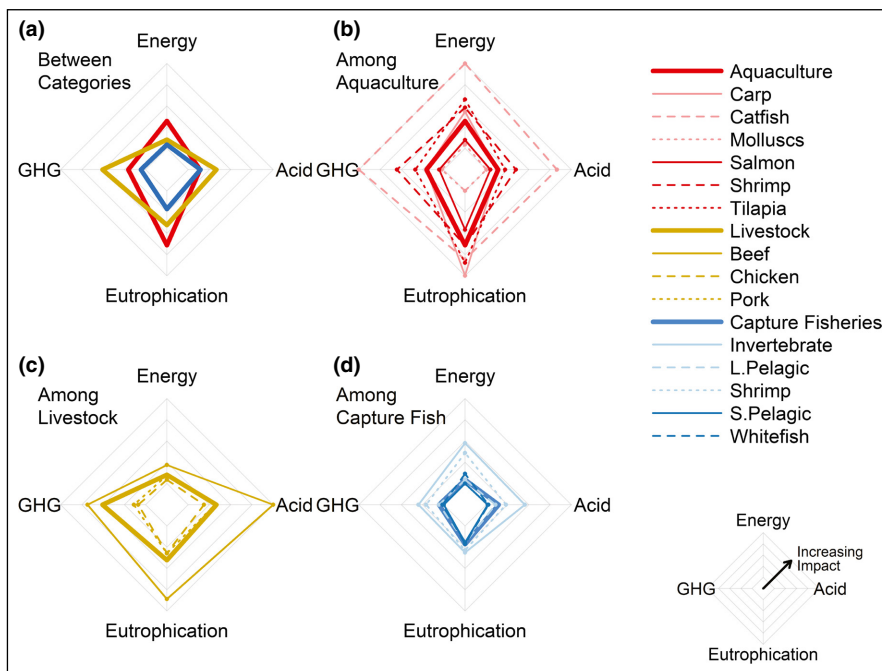 (a)
Between
Categories
Energy
GHG
Acid
Eutrophication
(b)
Among
Aquaculture
Energy
GHG
Acid
Eutrophication
Aquaculture
Carp
Catfish
Molluscs
Salmon
Shrimp
Tilapia
Livestock
Beef
Chicken
Pork
Capture Fisheries
Invertebrate
L.Pelagic
Shrimp
S.Pelagic
Whitefish
(c)
Among
Livestock
Energy
GHG
Acid
Eutrophication
(d)
Among
Capture Fish
Energy
GHG
Acid
Eutrophication
Energy
Increasing
Impact
GHG
Acid
Eutrophication